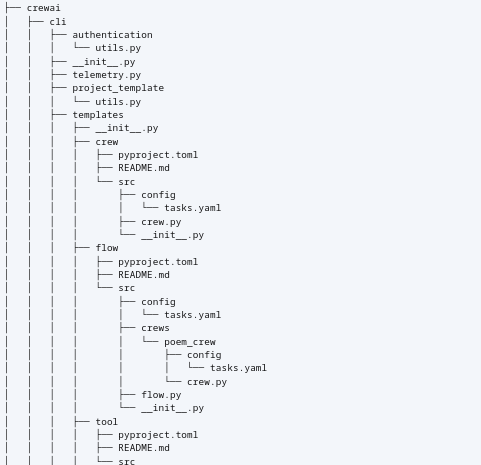 ├── crewai
│   ├── cli
│   │   ├── authentication
│   │   │   └── utils.py
│   │   ├── __init__.py
│   │   ├── telemetry.py
│   │   ├── project_template
│   │   │   └── utils.py
│   │   ├── templates
│   │   │   ├── __init__.py
│   │   │   ├── crew
│   │   │   │   ├── pyproject.toml
│   │   │   │   ├── README.md
│   │   │   │   └── src
│   │   │   │       ├── config
│   │   │   │       │   └── tasks.yaml
│   │   │   │       ├── crew.py
│   │   │   │       └── __init__.py
│   │   │   ├── flow
│   │   │   │   ├── pyproject.toml
│   │   │   │   ├── README.md
│   │   │   │   └── src
│   │   │   │       ├── config
│   │   │   │       │   └── tasks.yaml
│   │   │   │       ├── crews
│   │   │   │       │   └── poem_crew
│   │   │   │       │       ├── config
│   │   │   │       │       │   └── tasks.yaml
│   │   │   │       │       └── crew.py
│   │   │   │       ├── flow.py
│   │   │   │       └── __init__.py
│   │   │   ├── tool
│   │   │   │   ├── pyproject.toml
│   │   │   │   ├── README.md
│   │   │   │   └── src